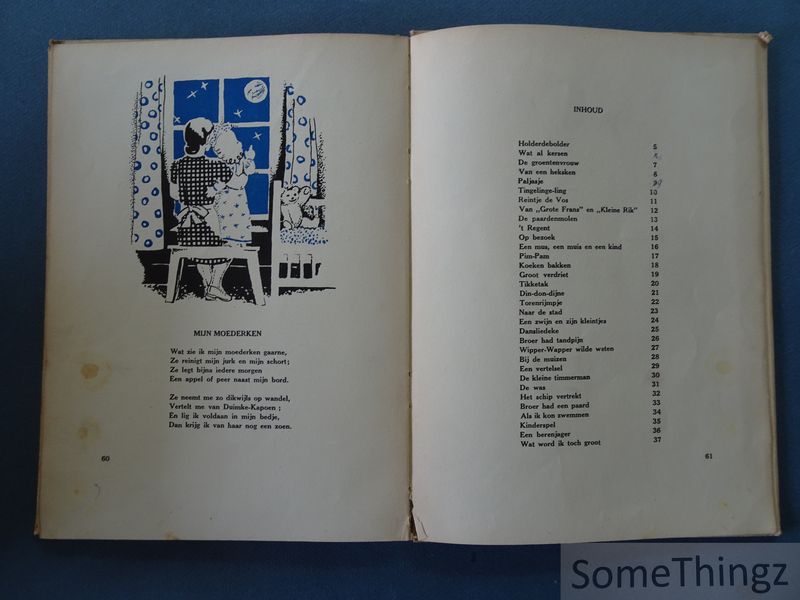 MIJN MOEDERKEN
Wat zie ik mijn moederken gaarne,
Ze reinigt mijn jurk en mijn schort;
Ze legt bijna iedere morgen
Een appel of peer naast mijn bord.
Ze neemt me zo dikwijls op wandel,
Vertelt me van Duimke-Kapoen ;
En lig ik voldaan in mijn bedje,
Dan krijg ik van haar nog een zoen.
60
INHOUD
Holderdebolder 5
Wat al kersen
De groentenvrouw 7
Van een heksken 6
Paljasje
Tingelinge-ling 10
Reintje de Vos 11
Van „Grote Frans" en „Kleine Rik" 12
De paardenmolen 13
't Regent 14
Op bezoek 15
Een mus, een muis en een kind 16
Pim-Pam 17
Koeken bakken 18
Groot verdriet 19
Tikketak 20
Din-don-dijne 21
Torenrijmpje 22
Naar de stad 23
Een zwijn en zijn kleintjes 24
Dansliedeke 25
Broer had tandpijn 26
Wipper-Wapper wilde wsten 27
Bij de muizen 28
Een vertelsel 29
De kleine timmerman 30
De was 31
Het schip vertrekt 32
Broer had een paard 33
Als ik kon zwemmen 34
Kinderspel 35
Een berenjager 36
Wat word ik toch groot 37
61
SomeThingz